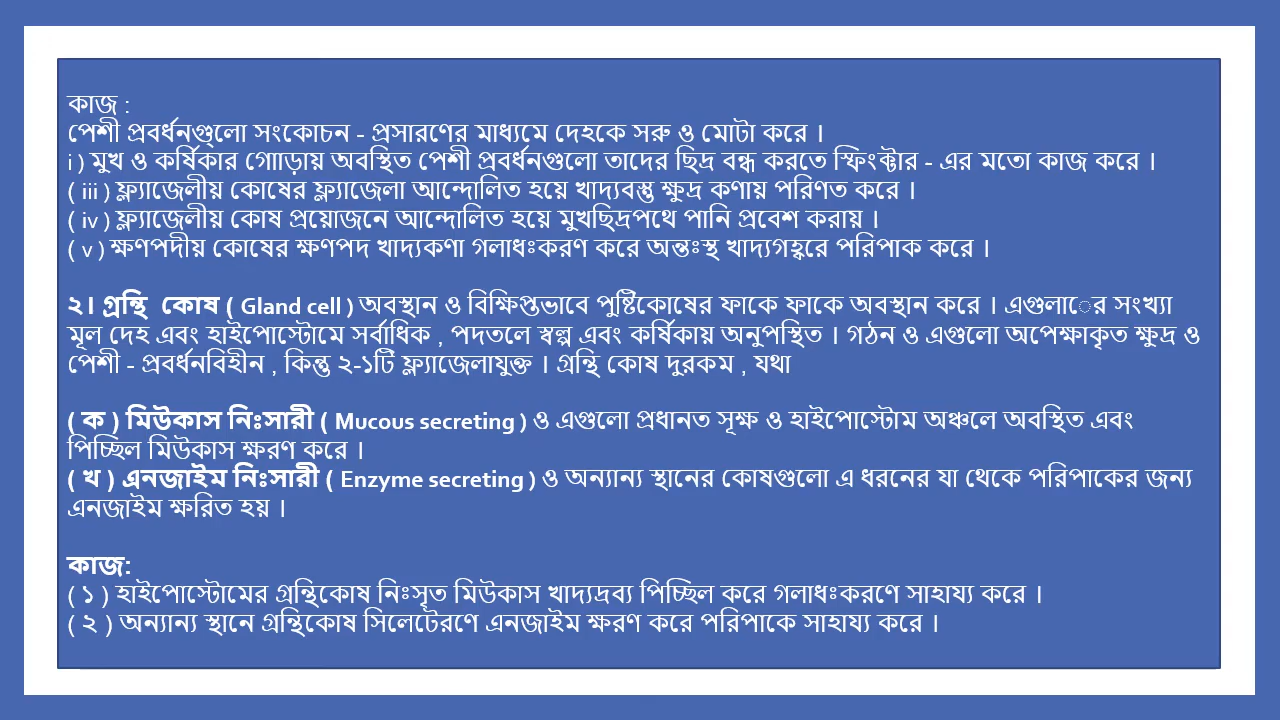 কাজ :
পেশী প্রবর্ধনগুলো সংকোচন - প্রসারণের মাধ্যমে দেহকে সরু ও মোটা করে ।
i ) মুখ ও কর্ষিকার গোাড়ায় অবস্থিত পেশী প্রবর্ধনগুলো তাদের ছিদ্র বন্ধ করতে স্ফিংক্টার - এর মতো কাজ করে ।
( iii ) ফ্ল্যাজেলীয় কোষের ফ্ল্যাজেলা আন্দোলিত হয়ে খাদ্যবস্তু ক্ষুদ্র কণায় পরিণত করে ।
( iv ) ফ্ল্যাজেলীয় কোষ প্রয়োজনে আন্দোলিত হয়ে মুখছিদ্রপথে পানি প্রবেশ করায় ।
( v ) ক্ষণপদীয় কোষের ক্ষণপদ খাদ্যকণা গলাধঃকরণ করে অন্তঃস্থ খাদ্যগহ্বরে পরিপাক করে ।
২। গ্রন্থি কোষ ( Gland cell ) অবস্থান ও বিক্ষিপ্তভাবে পুষ্টিকোষের ফাকে ফাকে অবস্থান করে । এগুলাের সংখ্যা
মূল দেহ এবং হাইপোস্টোমে সর্বাধিক , পদতলে স্বল্প এবং কর্ষিকায় অনুপস্থিত । গঠন ও এগুলো অপেক্ষাকৃত ক্ষুদ্র ও
পেশী - প্রবর্ধনবিহীন , কিন্তু ২-১টি ফ্ল্যাজেলাযুক্ত । গ্রন্থি কোষ দুরকম , যথা
( ক ) মিউকাস নিঃসারী ( Mucous secreting ) ও এগুলো প্রধানত সূক্ষ ও হাইপোস্টোম অঞ্চলে অবস্থিত এবং
পিচ্ছিল মিউকাস ক্ষরণ করে ।
( খ ) এনজাইম নিঃসারী ( Enzyme secreting ) ও অন্যান্য স্থানের কোষগুলো এ ধরনের যা থেকে পরিপাকের জন্য
এনজাইম ক্ষরিত হয় ।
কাজ:
( ১ ) হাইপোস্টোমের গ্রন্থিকোষ নিঃসৃত মিউকাস খাদ্যদ্রব্য পিচ্ছিল করে গলাধঃকরণে সাহায্য করে ।
( ২ ) অন্যান্য স্থানে গ্রন্থিকোষ সিলেটেরণে এনজাইম ক্ষরণ করে পরিপাকে সাহায্য করে ।